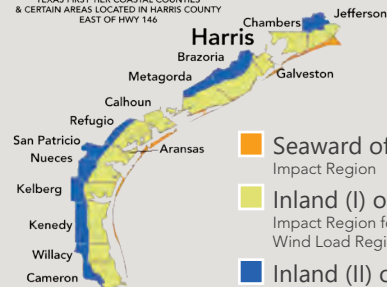 TEXAS FIRST TIER COASTAL COUNTIES
& CERTAIN AREAS LOCATED IN HARRIS COUNTY
EAST OF HWY 146
Jefferson
Chambers
Harris
Brazoria
Galveston
Metagorda
Calhoun
Refugio
San Patricio
Aransas
Nueces
Kelberg
Kenedy
Willacy
Cameron
Seaward of
Impact Region
Inland (I) o
Impact Region fo
Wind Load Regi
Inland (II) o